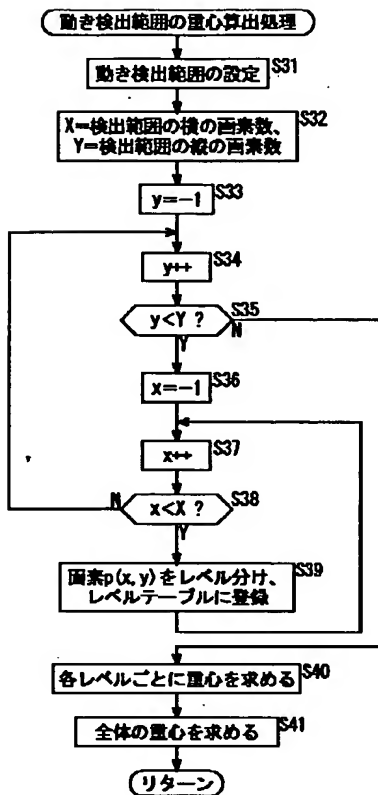 動き検出範囲の重心算出処理
S31
動き検出範囲の設定
S32
X=検出範囲の横の画素数、
Y=検出範囲の縦の画素数
S33
y=-1
S34
y++
S35
y<Y ?
N
Y
S36
x=-1
S37
x++
S38
N
x<X ?
Y
S39
画素p(x, y)をレベル分け、
レベルテーブルに登録
S40
各レベルごとに重心を求める
S41
全体の重心を求める
リターン